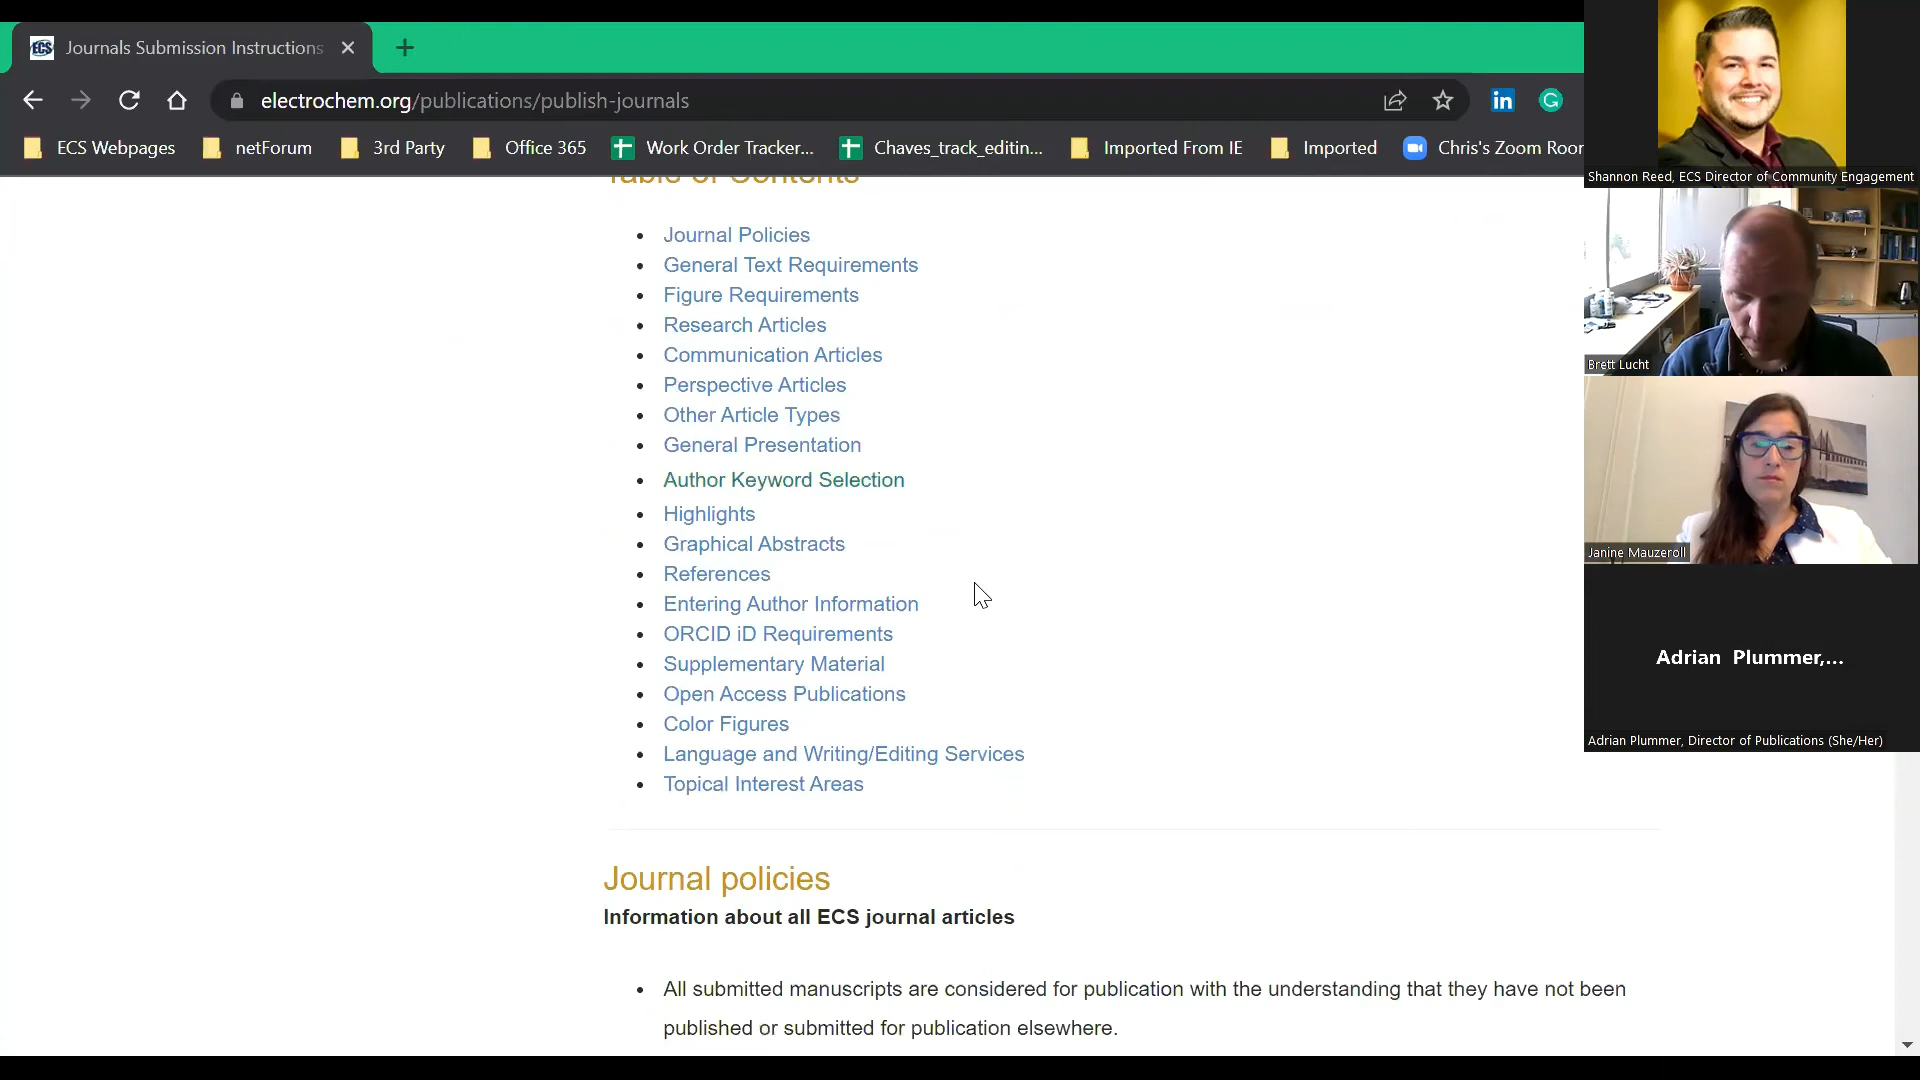 ECS Journals Submission Instructions
electrochem.org/publications/publish-journals
ECS Webpages netForum 3rd Party Office 365 Work Order Tracker... Chaves_track_editin... Imported From IE Imported Chris's Zoom Roor
Table of Contents
Journal Policies
General Text Requirements
Figure Requirements
Research Articles
Communication Articles
Perspective Articles
Other Article Types
General Presentation
Author Keyword Selection
Highlights
Graphical Abstracts
References
Entering Author Information
ORCID iD Requirements
Supplementary Material
Open Access Publications
Color Figures
Language and Writing/Editing Services
Topical Interest Areas
Journal policies
Information about all ECS journal articles
All submitted manuscripts are considered for publication with the understanding that they have not been
published or submitted for publication elsewhere.
Shannon Reed, ECS Director of Community Engagement
Brett Lucht
Janine Mauzeroll
Adrian Plummer,...
Adrian Plummer, Director of Publications (She/Her)